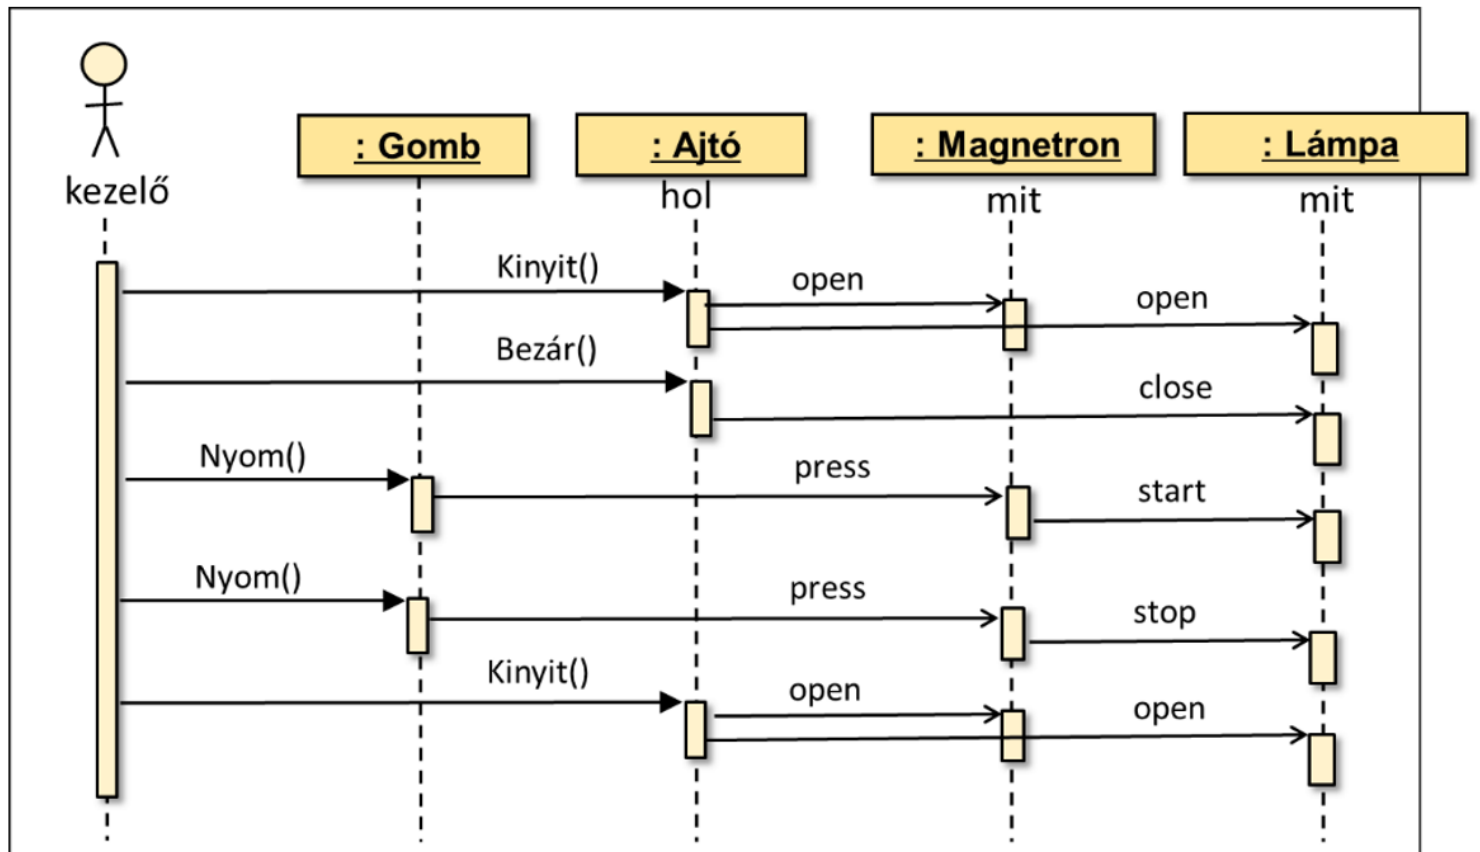 kezelő
: Gomb
: Ajtó
hol
: Magnetron
mit
: Lámpa
mit
Kinyit()
open
open
Bezár()
close
Nyom()
press
start
Nyom()
press
stop
Kinyit()
open
open